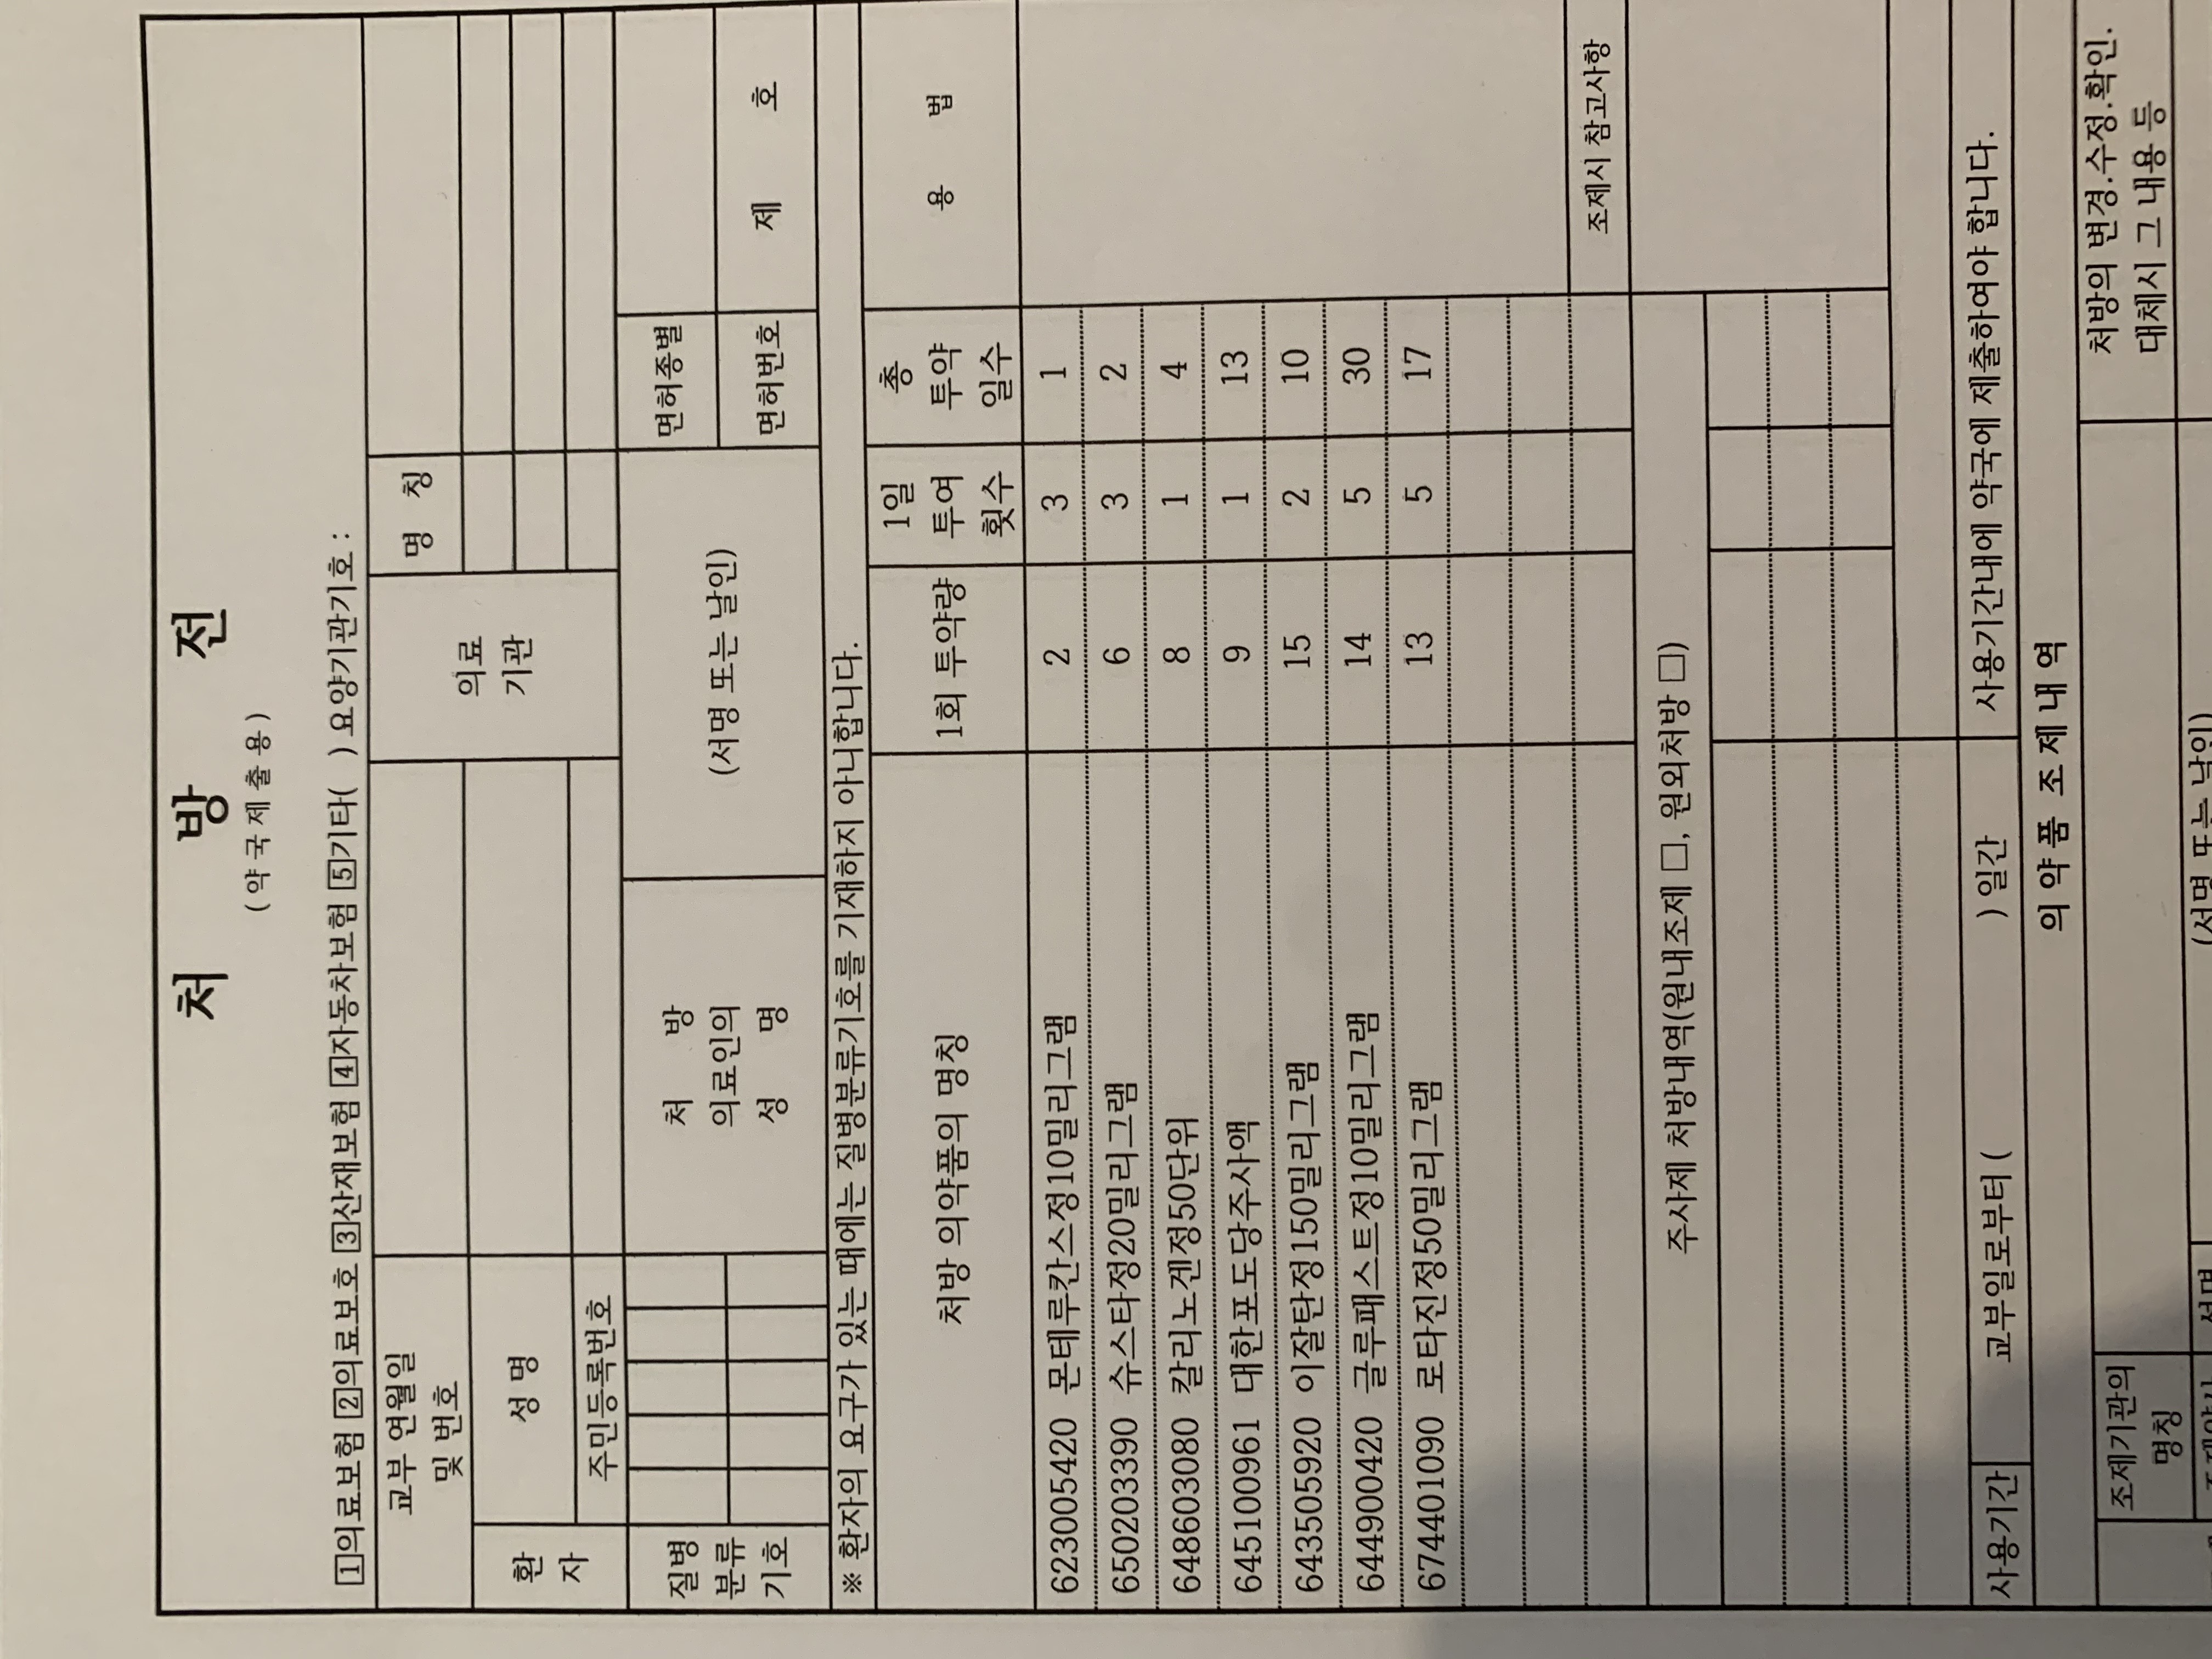 처 방 전
(약국제출용)
1의료보험 2의료보호 3산재보험 4자동차보험 5기타( ) 요양기관기호 :
교부 연월일
및 번호
의료
기관
명 칭
환
자
성 명
주민등록번호
질병
분류
기호
처 방
의료인의
성 명
(서명 또는 날인)
면허종별
면허번호
제 호
※ 환자의 요구가 있는 때에는 질병분류기호를 기재하지 아니합니다.
처방 의약품의 명칭
1회 투약량
1일
투여
횟수
총
투약
일수
용 법
623005420 몬테루칸스정10밀리그램 2 3 1
650203390 슈스타정20밀리그램 6 3 2
648603080 칼리노겐정50단위 8 1 4
645100961 대한포도당주사액 9 1 13
643505920 이잘탄정150밀리그램 15 2 10
644900420 글루패스트정10밀리그램 14 5 30
674401090 로타진정50밀리그램 13 5 17
조제시 참고사항
주사제 처방내역(원내조제 □, 원외처방 □)
사용기간 교부일로부터 ( ) 일간 사용기간내에 약국에 제출하여야 합니다.
의약품 조제내역
조제기관의
명칭
처방의 변경.수정.확인.
대체시 그 내용 등
성명
(서명 또는 날인)